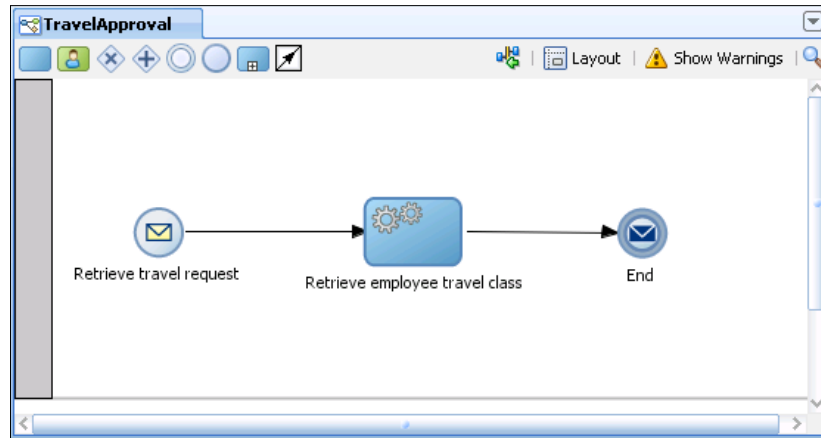 TravelApproval
Layout
Show Warnings
Retrieve travel request
Retrieve employee travel class
End